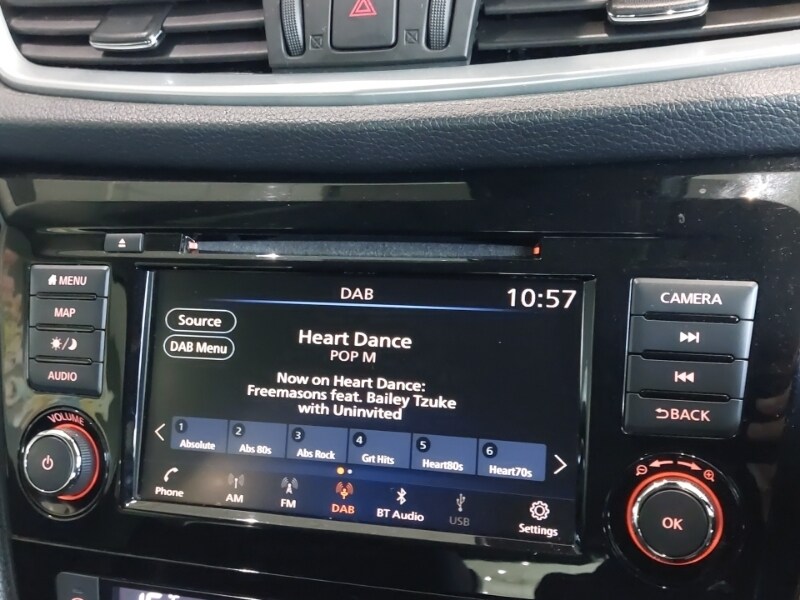 MENU
MAP
AUDIO
VOLUME
DAB
10:57
Source
DAB Menu
Heart Dance
POP M
Now on Heart Dance:
Freemasons feat. Bailey Tzuke
with Uninvited
1 Absolute
2 Abs 80s
3 Abs Rock
4 Grt Hits
5 Heart80s
6 Heart70s
Phone
AM
FM
DAB
BT Audio
USB
Settings
CAMERA
BACK
OK